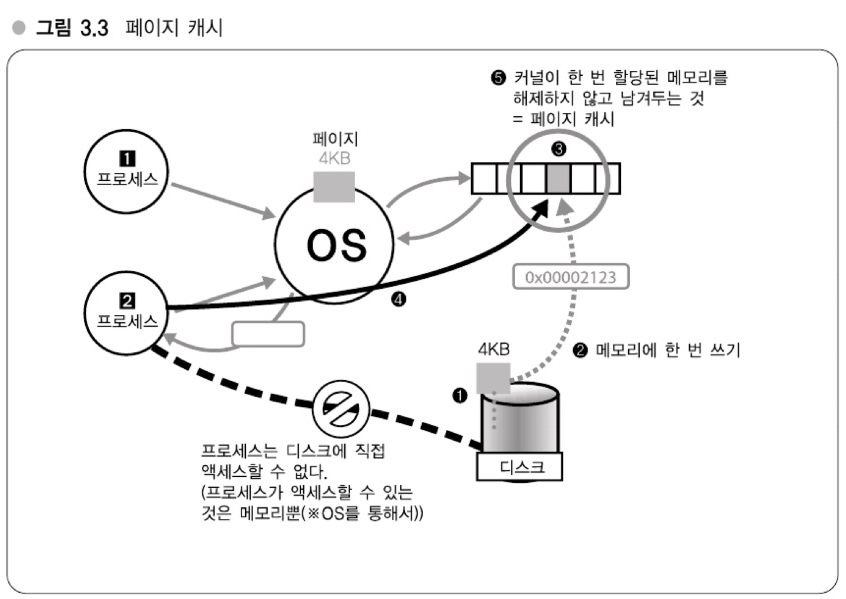 ● 그림 3.3 페이지 캐시
❺ 커널이 한 번 할당된 메모리를
해제하지 않고 남겨두는 것
= 페이지 캐시
❸
페이지
4KB
1
프로세스
OS
2
프로세스
❹
0x00002123
4KB
❷ 메모리에 한 번 쓰기
❶
디스크
프로세스는 디스크에 직접
액세스할 수 없다.
(프로세스가 액세스할 수 있는
것은 메모리뿐(※OS를 통해서))